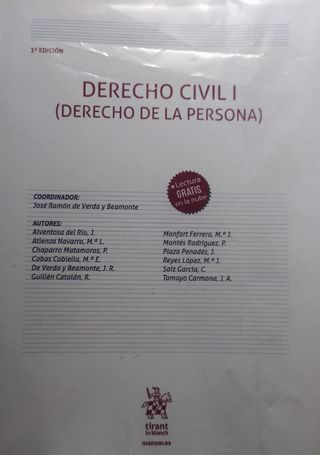 3ª EDICIÓN
DERECHO CIVIL I
(DERECHO DE LA PERSONA)
+Lectura
GRATIS
en la nube
COORDINADOR:
José Ramón de Verda y Beamonte
AUTORES:
Alventosa del Río, J.
Atienza Navarro, M.ª L.
Chaparro Matamoros, P.
Cobas Cobiella, M.ª E.
De Verda y Beamonte, J. R.
Guillén Catalán, R.
Monfort Ferrero, M.ª J.
Montés Rodríguez, P.
Plaza Penadés, J.
Reyes López, M.ª J.
Saiz García, C.
Tamayo Carmona, J. A.
tirant
lo blanch
manuales